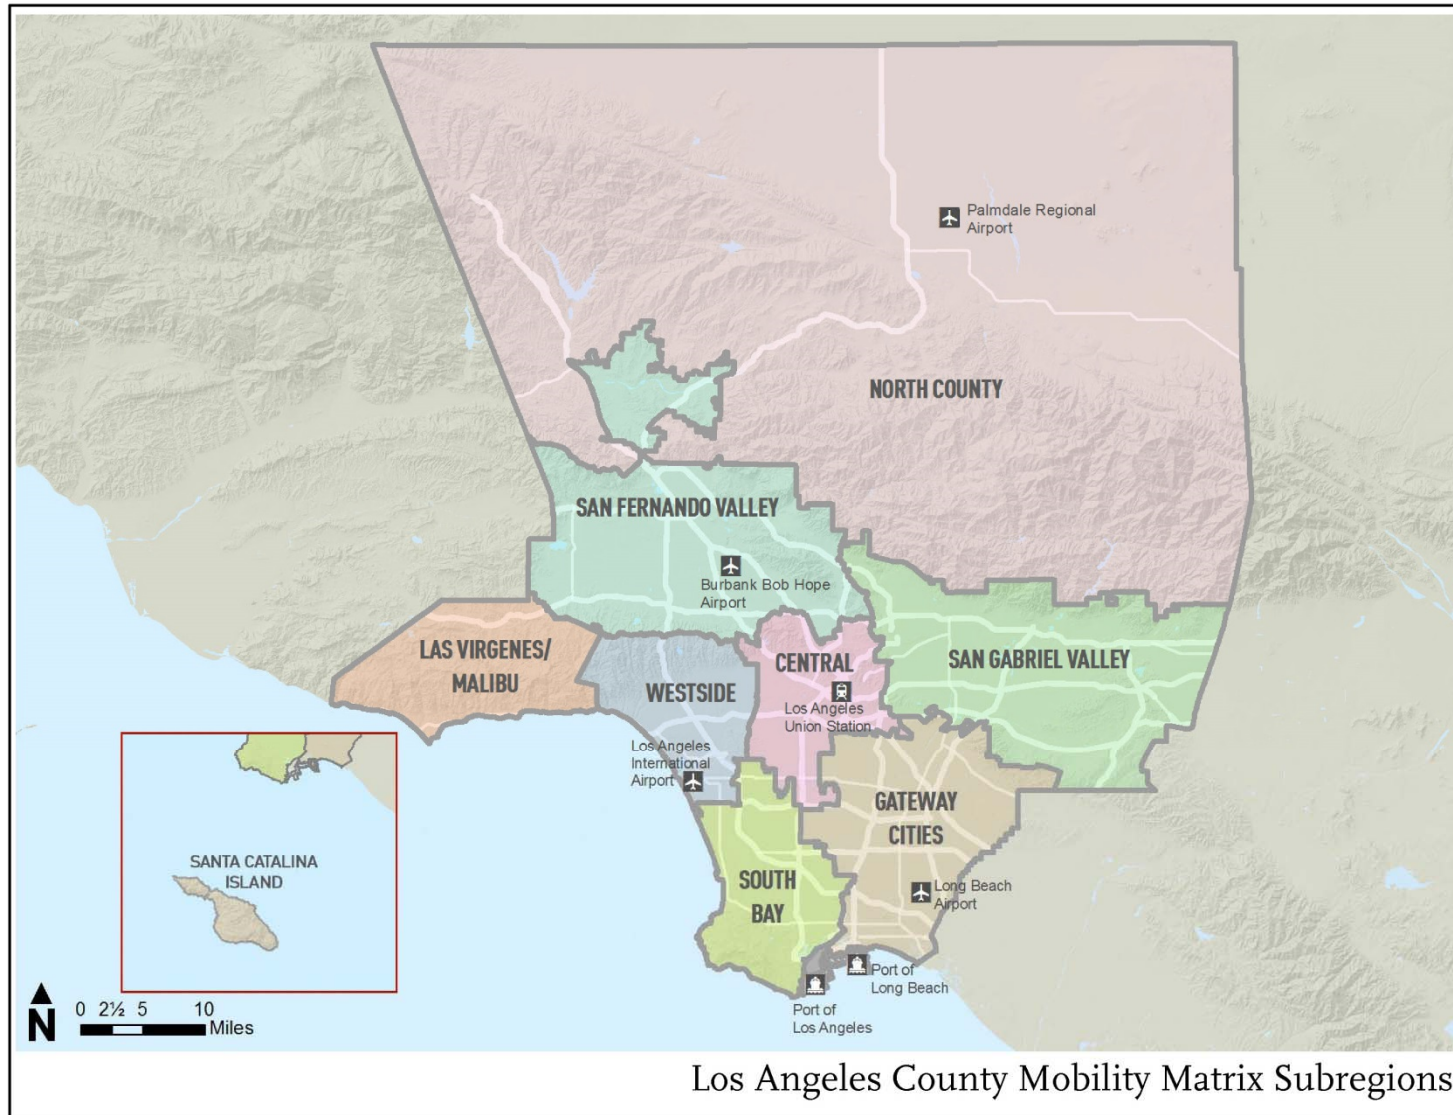 Palmdale Regional
Airport
NORTH COUNTY
SAN FERNANDO VALLEY
Burbank Bob Hope
Airport
LAS VIRGENES/
MALIBU
WESTSIDE
CENTRAL
SAN GABRIEL VALLEY
Los Angeles
Union Station
Los Angeles
International
Airport
GATEWAY
CITIES
SOUTH
BAY
Long Beach
Airport
Port of
Long Beach
Port of
Los Angeles
SANTA CATALINA
ISLAND
N
0 2½ 5 10
Miles
Los Angeles County Mobility Matrix Subregions